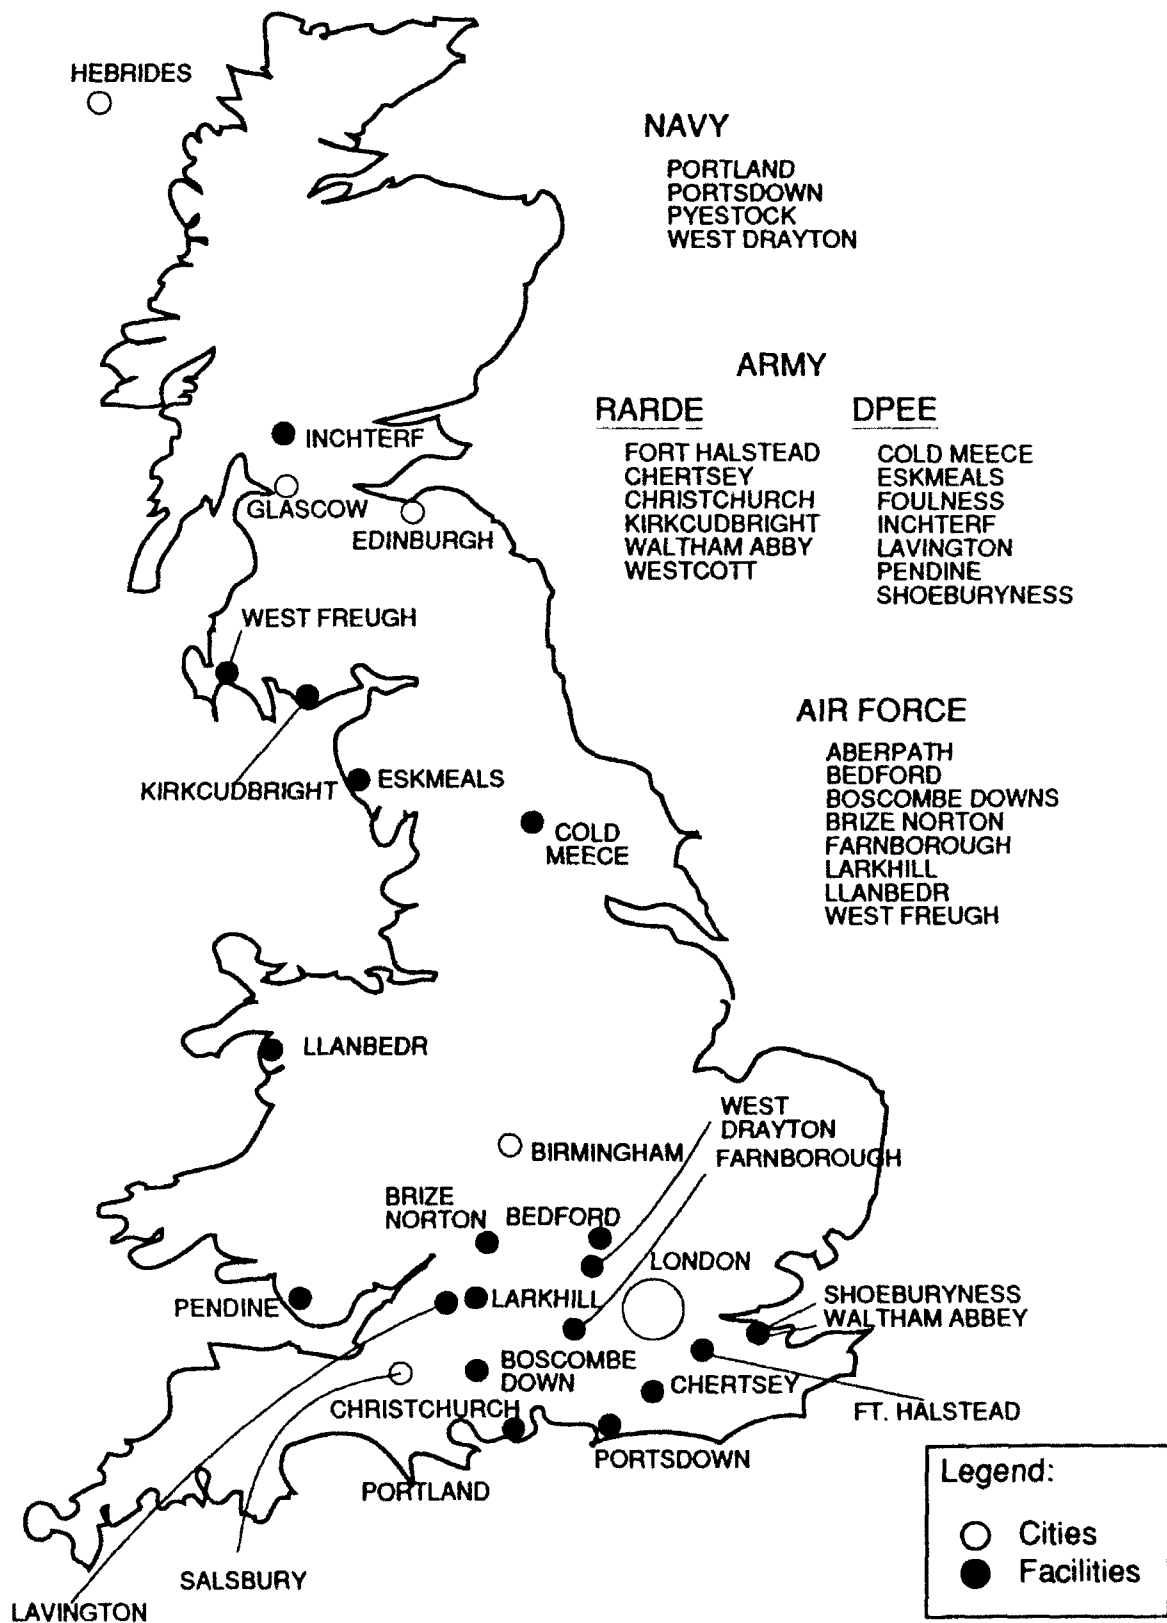 HEBRIDES
NAVY
PORTLAND
PORTSDOWN
PYESTOCK
WEST DRAYTON
ARMY
RARDE
FORT HALSTEAD
CHERTSEY
CHRISTCHURCH
KIRKCUDBRIGHT
WALTHAM ABBY
WESTCOTT
DPEE
COLD MEECE
ESKMEALS
FOULNESS
INCHTERF
LAVINGTON
PENDINE
SHOEBURYNESS
AIR FORCE
ABERPATH
BEDFORD
BOSCOMBE DOWNS
BRIZE NORTON
FARNBOROUGH
LARKHILL
LLANBEDR
WEST FREUGH
INCHTERF
GLASCOW
EDINBURGH
WEST FREUGH
KIRKCUDBRIGHT
ESKMEALS
COLD
MEECE
LLANBEDR
WEST
DRAYTON
BIRMINGHAM
FARNBOROUGH
BRIZE
NORTON
BEDFORD
LONDON
PENDINE
LARKHILL
SHOEBURYNESS
WALTHAM ABBEY
BOSCOMBE
DOWN
CHERTSEY
CHRISTCHURCH
FT. HALSTEAD
PORTSDOWN
PORTLAND
SALSBURY
LAVINGTON
Legend:
Cities
Facilities